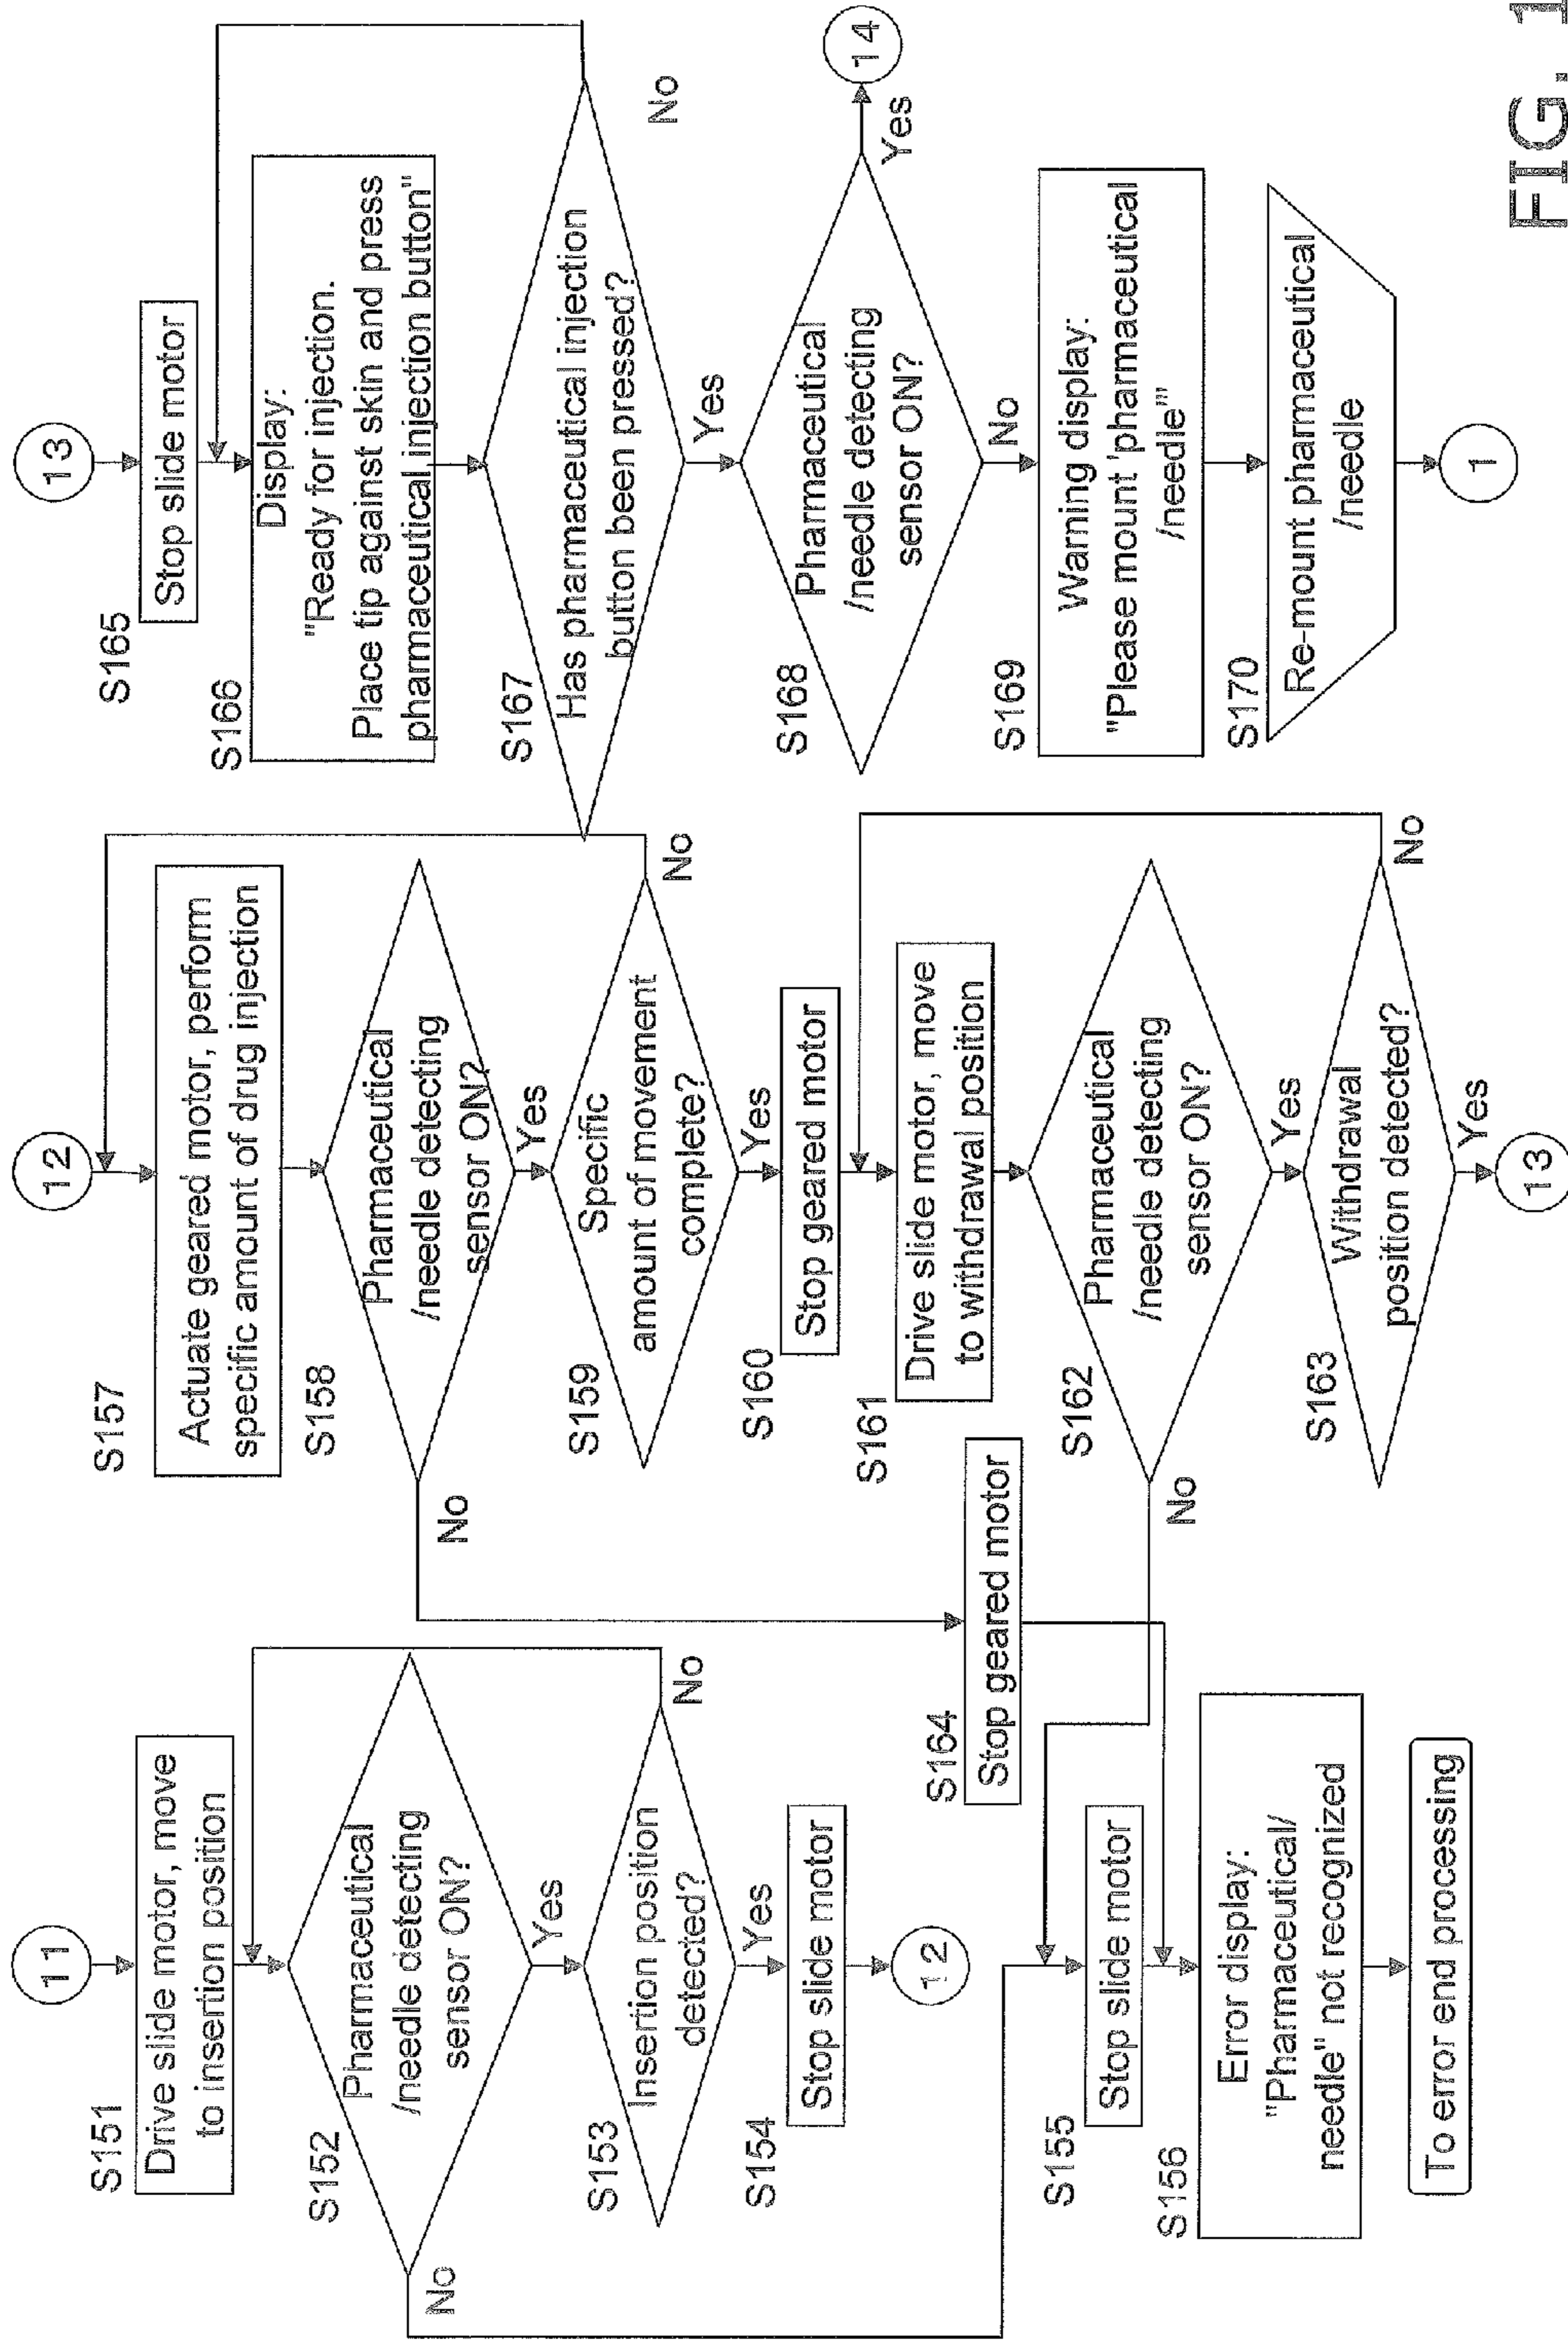 11
S151
Drive slide motor, move
to insertion position
S152
Pharmaceutical
/needle detecting
sensor ON?
No
Yes
S153
Insertion position
detected?
No
Yes
S154
Stop slide motor
12
S155
Stop slide motor
S156
Error display:
"Pharmaceutical/
needle" not recognized
To error end processing
12
S157
Actuate geared motor, perform
specific amount of drug injection
S158
Pharmaceutical
/needle detecting
sensor ON?
No
Yes
S159
Specific
amount of movement
complete?
No
Yes
S160
Stop geared motor
S161
Drive slide motor, move
to withdrawal position
S162
Pharmaceutical
/needle detecting
sensor ON?
No
Yes
S163
Withdrawal
position detected?
No
Yes
13
S164
Stop geared motor
13
S165
Stop slide motor
S166
Display:
"Ready for injection.
Place tip against skin and press
pharmaceutical injection button"
S167
Has pharmaceutical injection
button been pressed?
No
Yes
S168
Pharmaceutical
/needle detecting
sensor ON?
Yes
14
No
S169
Warning display:
"Please mount 'pharmaceutical
/needle'"
S170
Re-mount pharmaceutical
/needle
1
FIG. 1